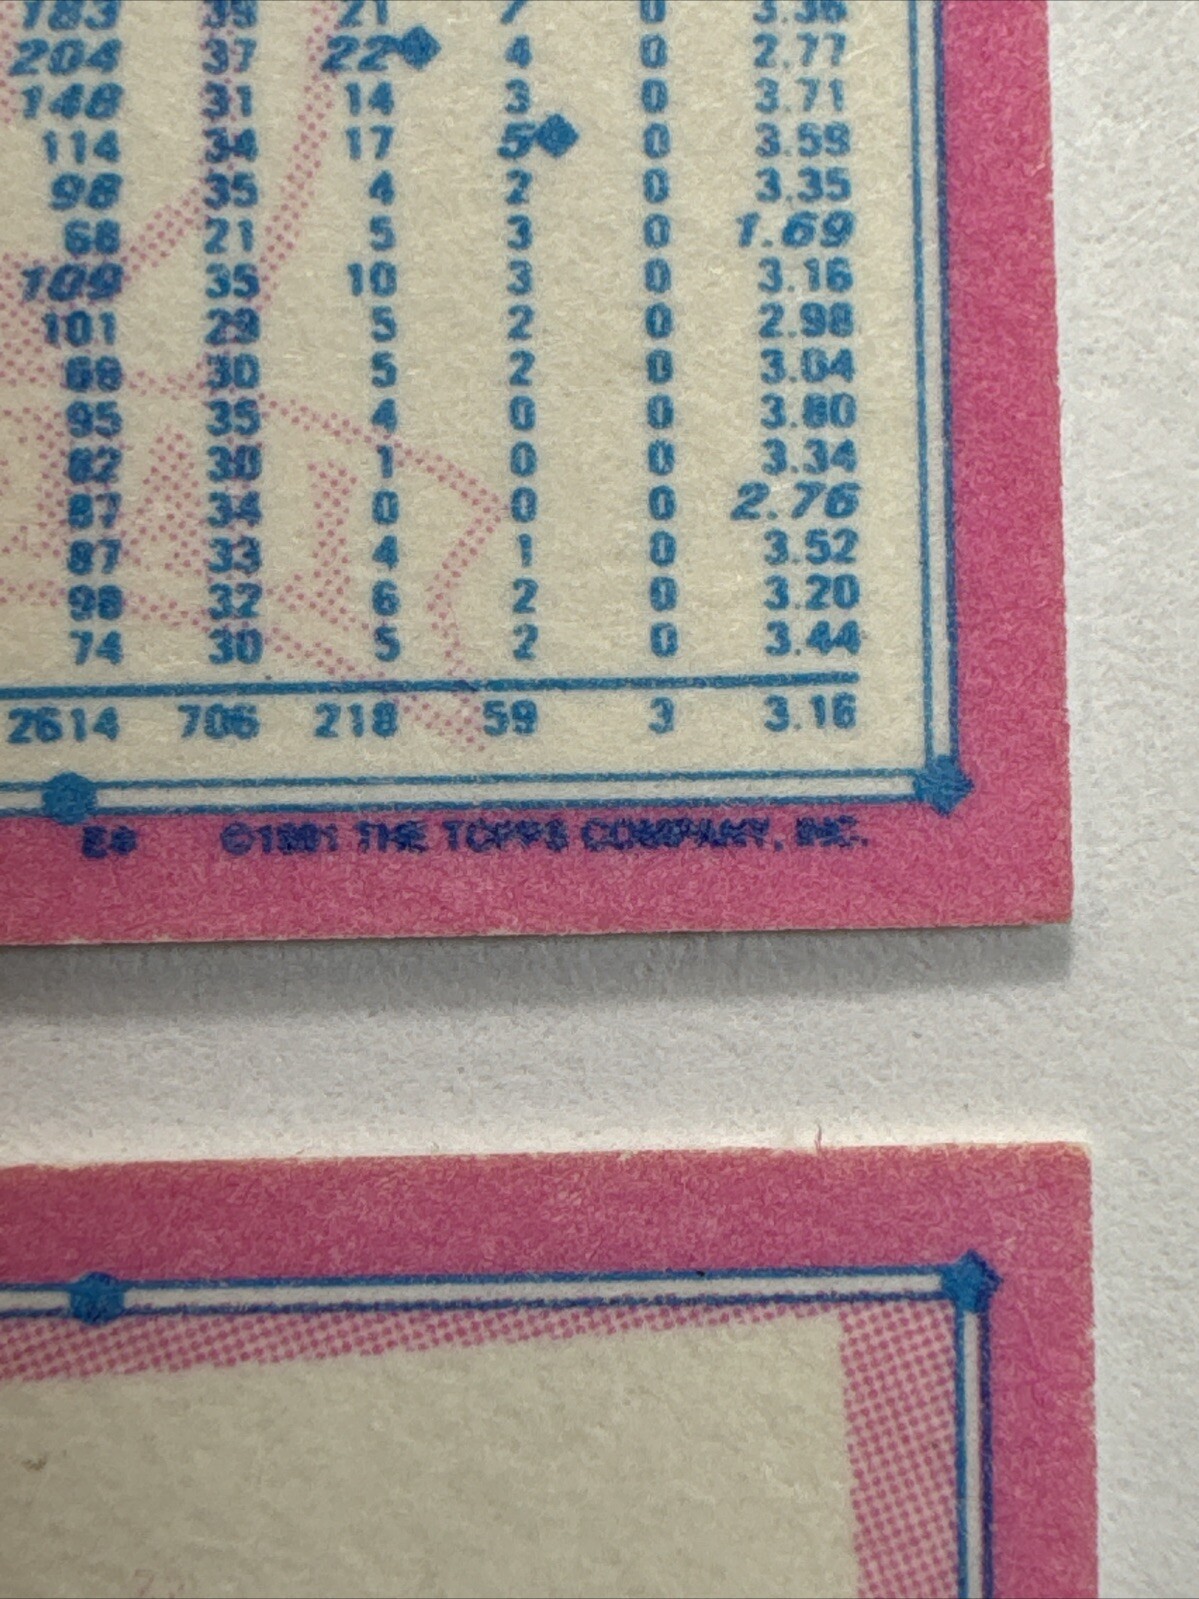 183 39 21 7 0 3.38
204 37 22◆ 4 0 2.77
148 31 14 3 0 3.71
114 34 17 5◆ 0 3.59
98 35 4 2 0 3.35
66 21 5 3 0 1.69
109 35 10 3 0 3.16
101 29 5 2 0 2.98
30 5 2 0 3.04
95 35 4 0 0 3.80
82 30 1 0 0 3.34
87 34 0 0 0 2.76
87 33 4 1 0 3.52
98 32 6 2 0 3.20
74 30 5 2 0 3.44
2614 706 218 59 3 3.16
©1991 THE TOPPS COMPANY, INC.